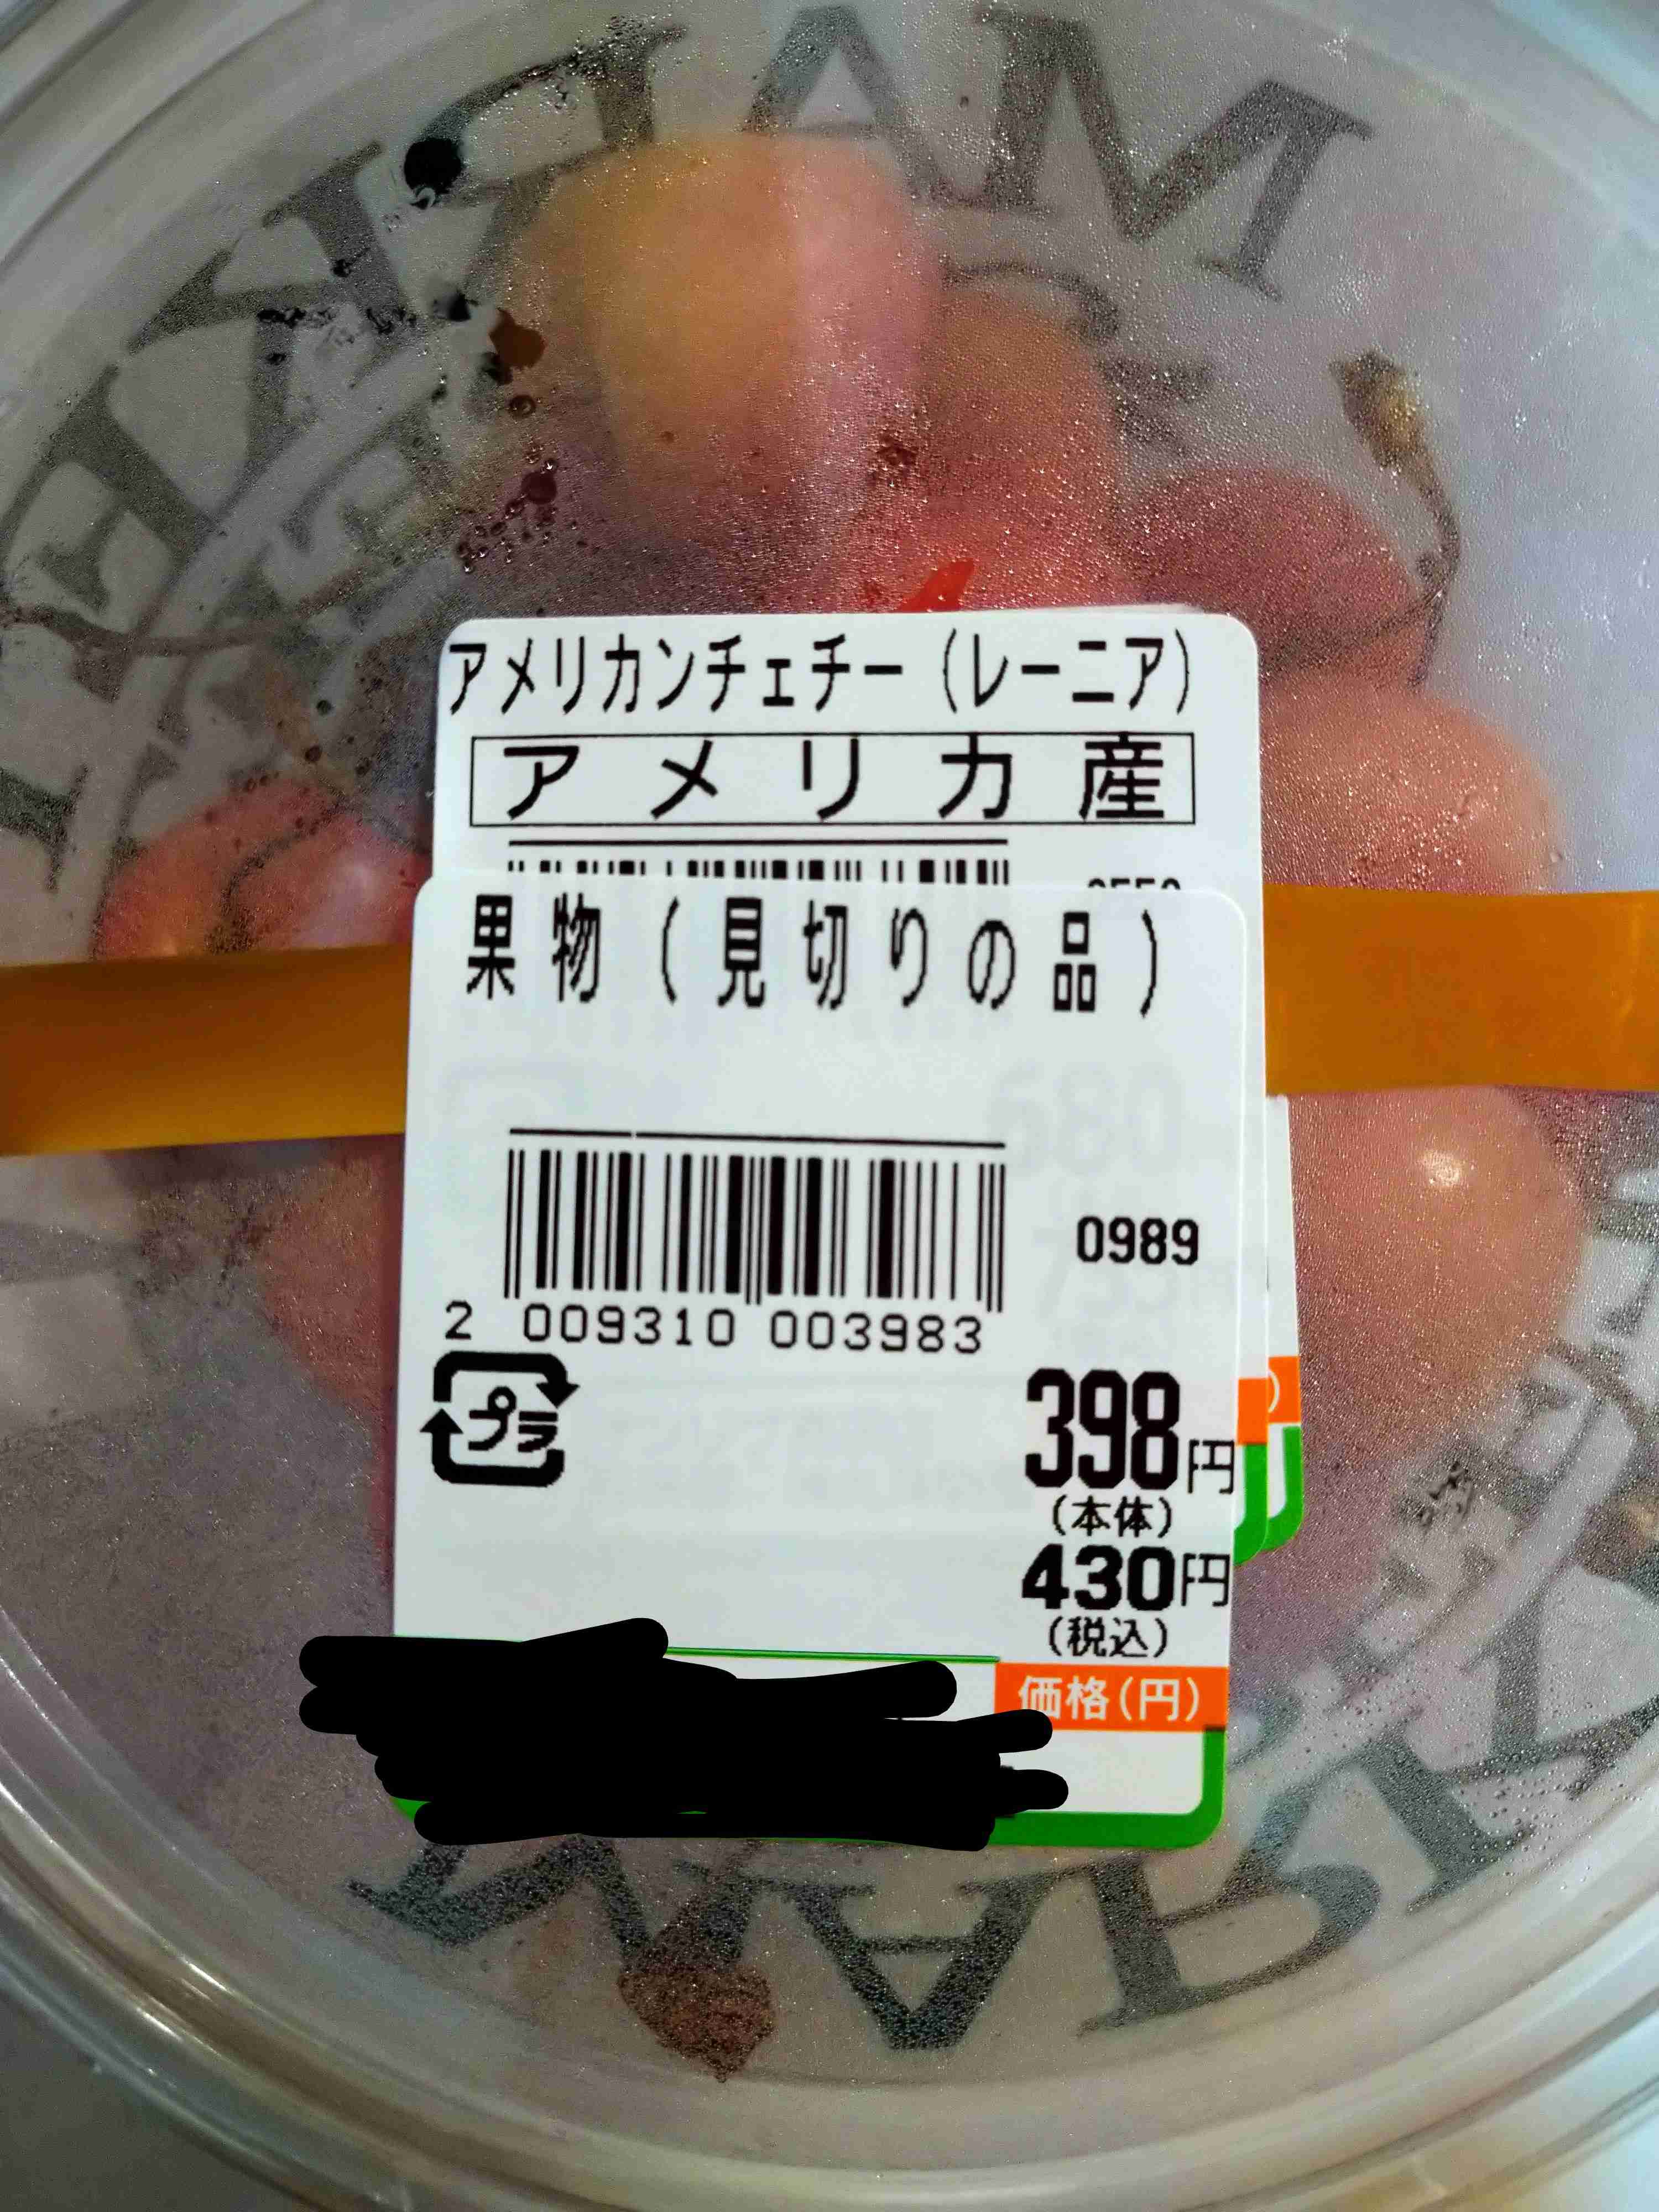 アメリカンチェチー(レーニア)
アメリカ産
果物(見切りの品)
0989
2 009310 003983
プラ
398円
(本体)
430円
(税込)
価格(円)